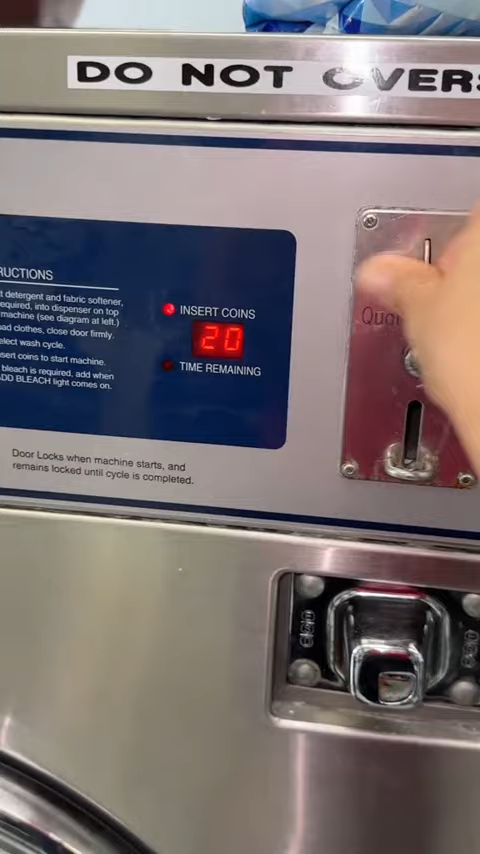 DO NOT OVERS
RUCTIONS
t detergent and fabric softener,
equired, into dispenser on top
machine (see diagram at left.)
ad clothes, close door firmly.
elect wash cycle.
sert coins to start machine.
bleach is required, add when
ADD BLEACH light comes on.
INSERT COINS
20
TIME REMAINING
Door Locks when machine starts, and
remains locked until cycle is completed.